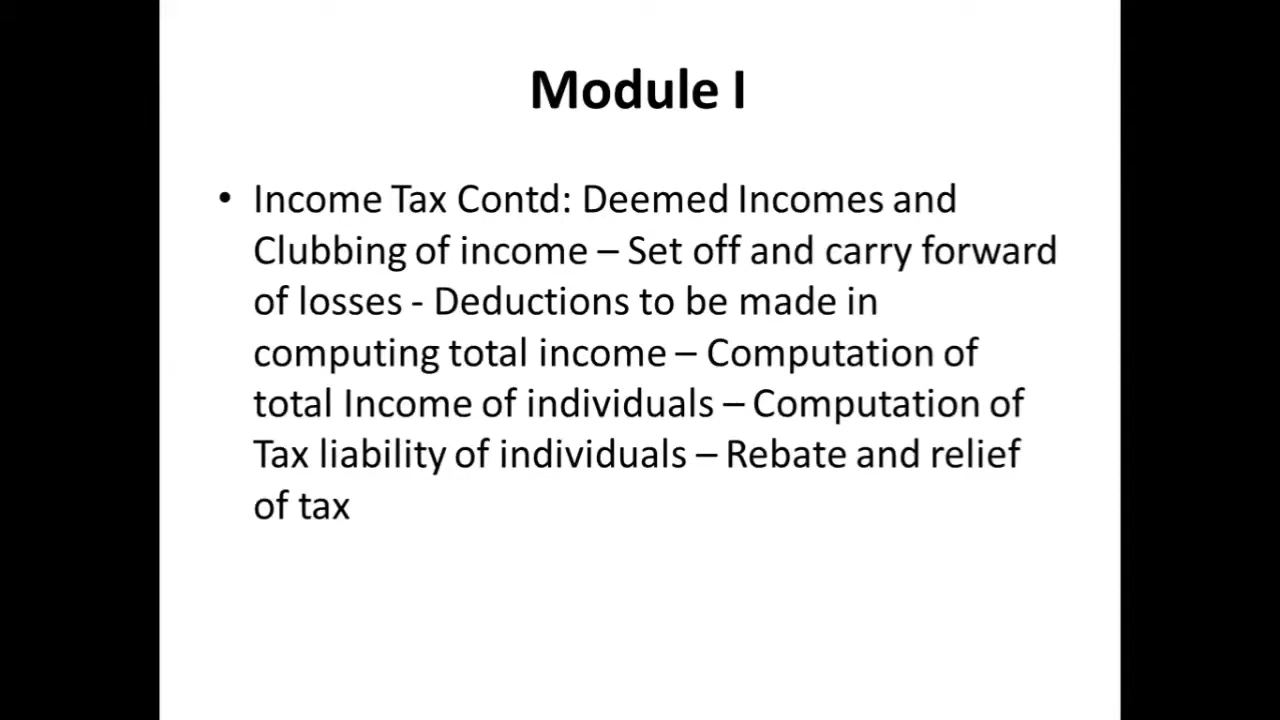 Module I
• Income Tax Contd: Deemed Incomes and
Clubbing of income – Set off and carry forward
of losses - Deductions to be made in
computing total income – Computation of
total Income of individuals – Computation of
Tax liability of individuals – Rebate and relief
of tax